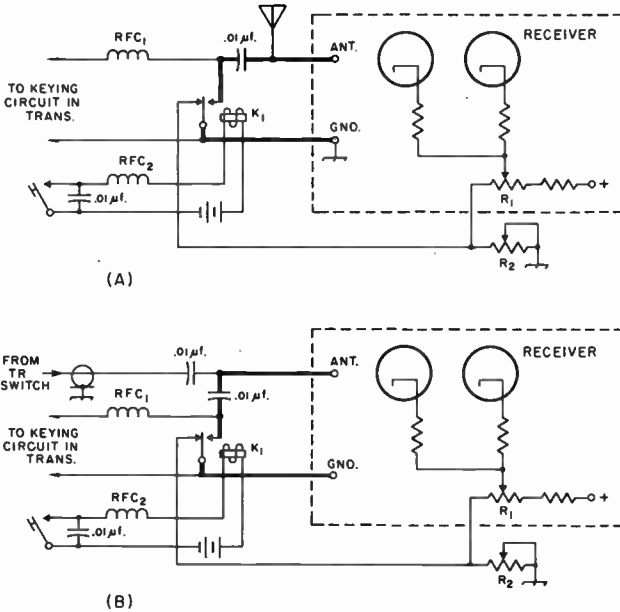 RFC1
.01µf.
ANT.
RECEIVER
TO KEYING
CIRCUIT IN
TRANS.
K1
GND.
RFC2
.01µf.
R1
+
R2
(A)
FROM
TR
SWITCH
.01µf.
ANT.
RECEIVER
RFC1
.01µf.
TO KEYING
CIRCUIT IN
TRANS.
K1
GND.
RFC2
.01µf.
R1
+
R2
(B)